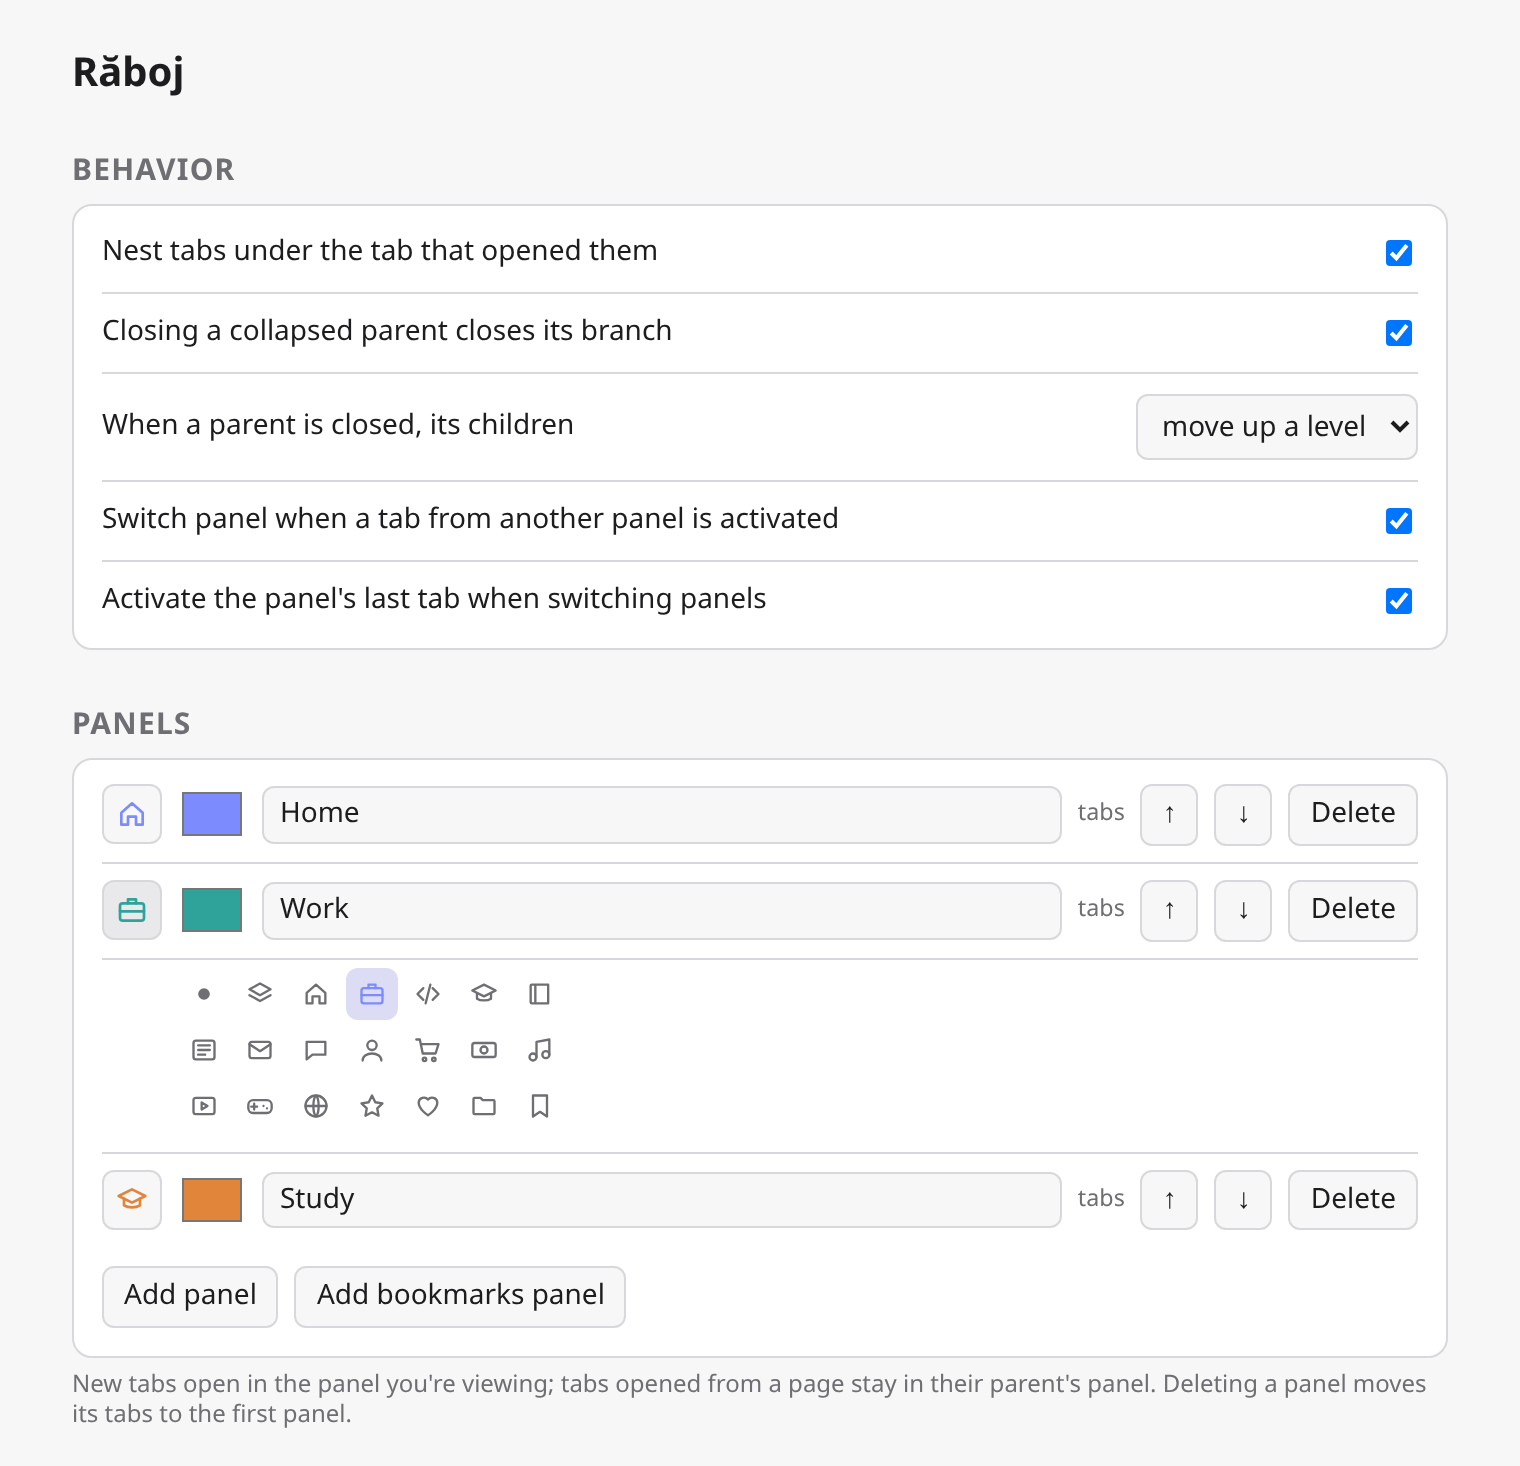 Răboj
BEHAVIOR
Nest tabs under the tab that opened them
Closing a collapsed parent closes its branch
When a parent is closed, its children move up a level
Switch panel when a tab from another panel is activated
Activate the panel's last tab when switching panels
PANELS
Home tabs ↑ ↓ Delete
Work tabs ↑ ↓ Delete
Study tabs ↑ ↓ Delete
Add panel Add bookmarks panel
New tabs open in the panel you're viewing; tabs opened from a page stay in their parent's panel. Deleting a panel moves
its tabs to the first panel.